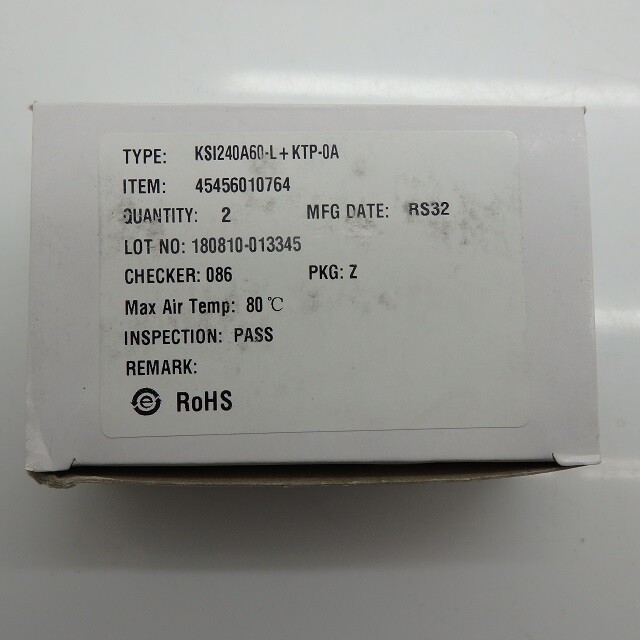 TYPE: KSI240A60-L+KTP-0A
ITEM: 45456010764
QUANTITY: 2 MFG DATE: RS32
LOT NO: 180810-013345
CHECKER: 086 PKG: Z
Max Air Temp: 80 ℃
INSPECTION: PASS
REMARK:
e RoHS